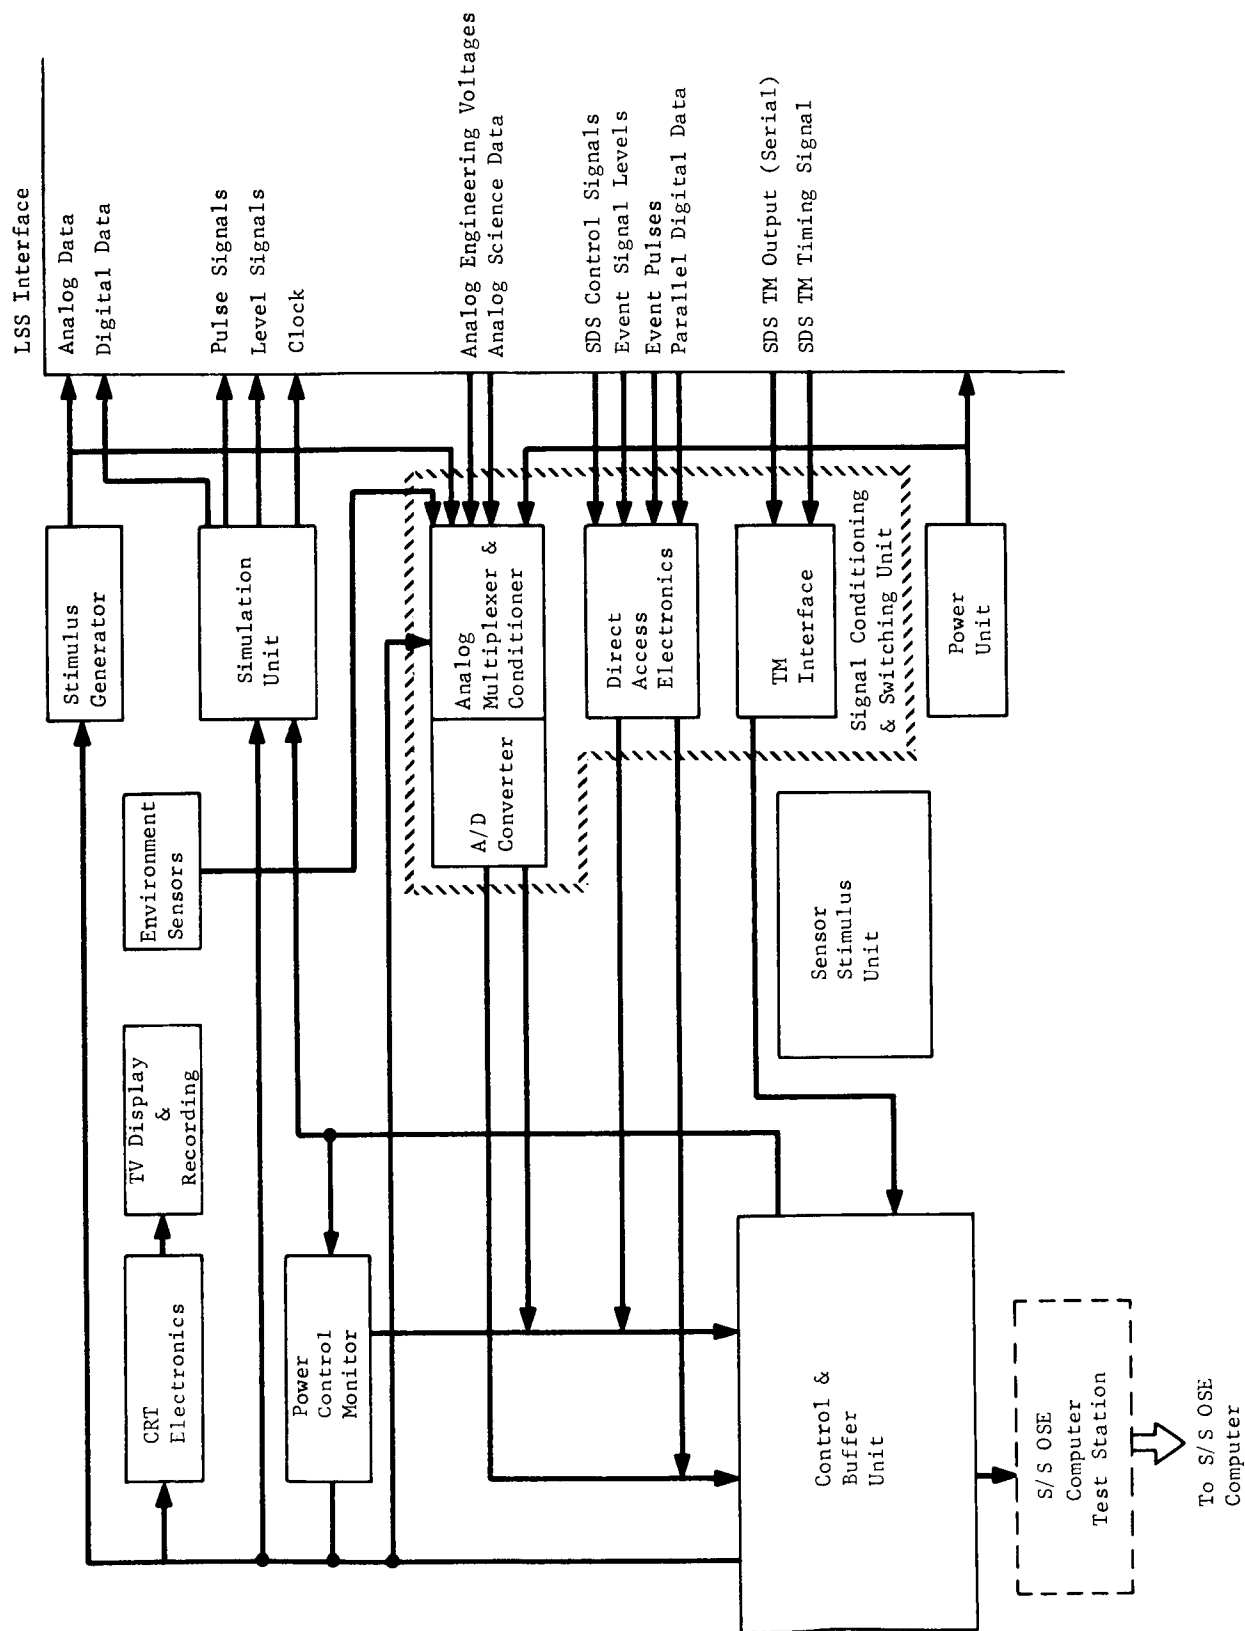 LSS Interface
Analog Data
Digital Data
Pulse Signals
Level Signals
Clock
Analog Engineering Voltages
Analog Science Data
SDS Control Signals
Event Signal Levels
Event Pulses
Parallel Digital Data
SDS TM Output (Serial)
SDS TM Timing Signal
Stimulus
Generator
Simulation
Unit
Analog
Multiplexer &
Conditioner
Direct
Access
Electronics
TM
Interface
Signal Conditioning
& Switching Unit
Power
Unit
Environment
Sensors
A/D
Converter
Sensor
Stimulus
Unit
TV Display
&
Recording
CRT
Electronics
Power
Control
Monitor
Control &
Buffer
Unit
S/S OSE
Computer
Test Station
To S/S OSE
Computer